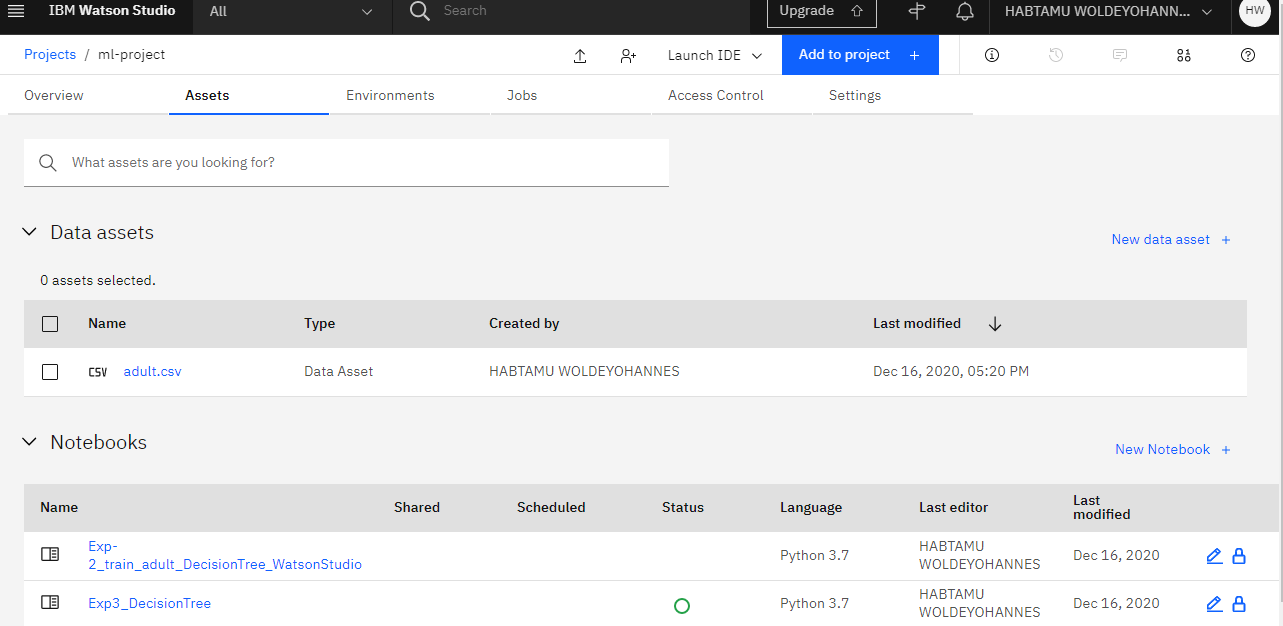 IBM Watson Studio
All
Search
Upgrade
HABTAMU WOLDEYOHANN...
HW
Projects / ml-project
Launch IDE
Add to project +
Overview
Assets
Environments
Jobs
Access Control
Settings
What assets are you looking for?
Data assets
New data asset +
0 assets selected.
Name Type Created by Last modified
CSV adult.csv Data Asset HABTAMU WOLDEYOHANNES Dec 16, 2020, 05:20 PM
Notebooks
New Notebook +
Name Shared Scheduled Status Language Last editor Last
modified
Exp-
2_train_adult_DecisionTree_WatsonStudio
Python 3.7
HABTAMU
WOLDEYOHANNES
Dec 16, 2020
Exp3_DecisionTree
Python 3.7
HABTAMU
WOLDEYOHANNES
Dec 16, 2020